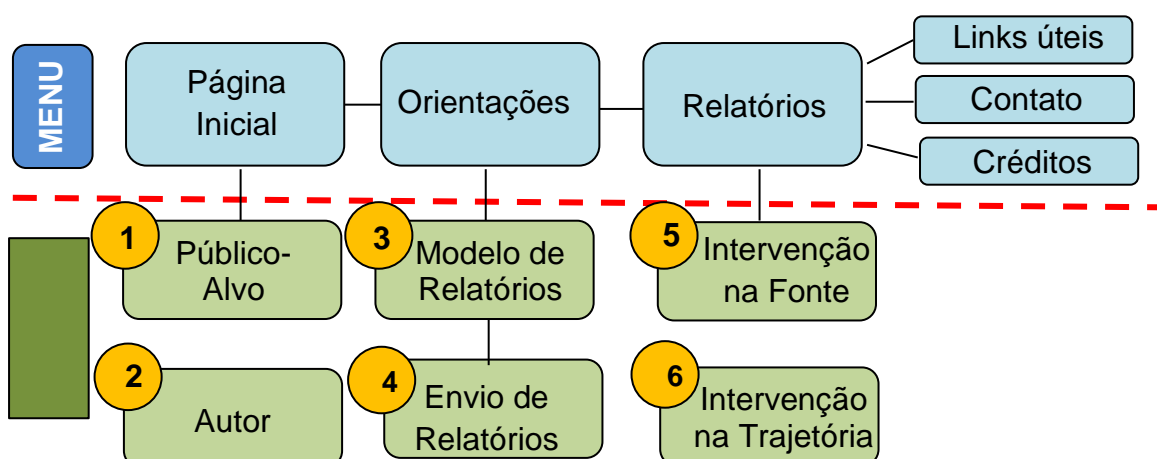 MENU
Página
Inicial
Orientações
Relatórios
Links úteis
Contato
Créditos
1
Público-
Alvo
3
Modelo de
Relatórios
5
Intervenção
na Fonte
2
Autor
4
Envio de
Relatórios
6
Intervenção
na Trajetória